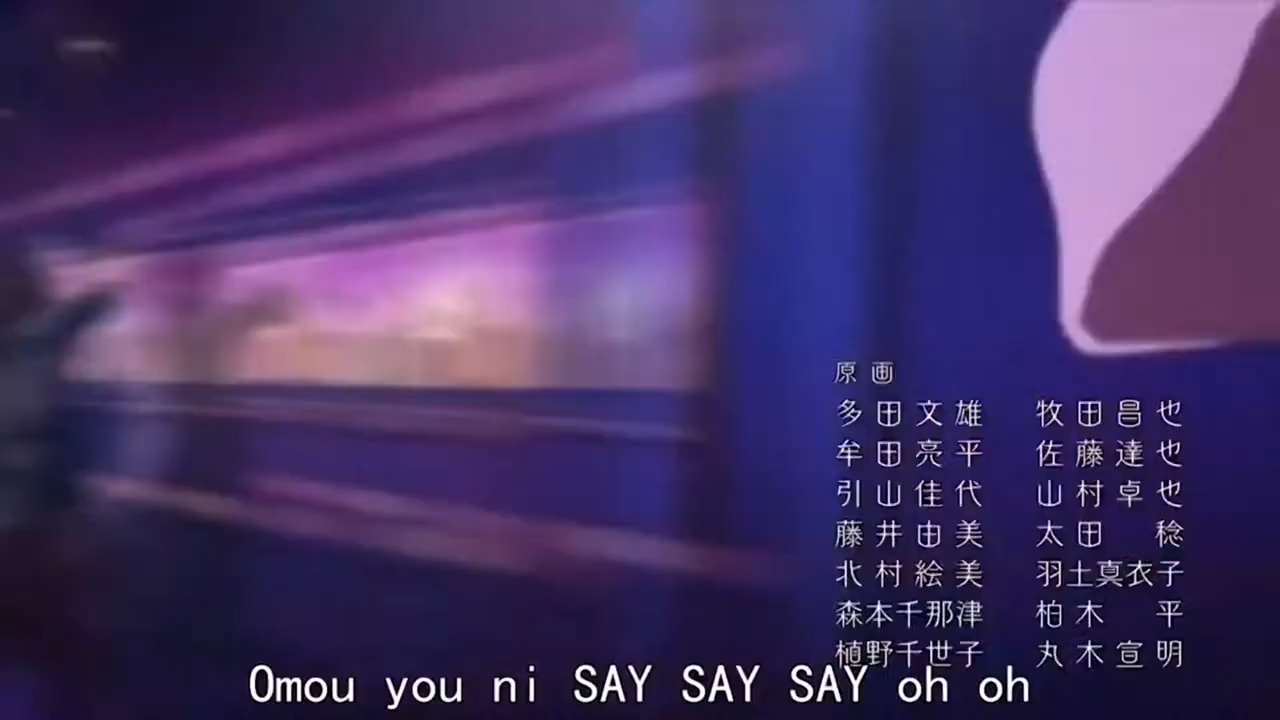 原画
多田文雄 牧田昌也
牟田亮平 佐藤達也
引山佳代 山村卓也
藤井由美 太田 稔
北村絵美 羽土真衣子
森本千那津 柏木 平
植野千世子 丸木宣明
Omou you ni SAY SAY SAY oh oh